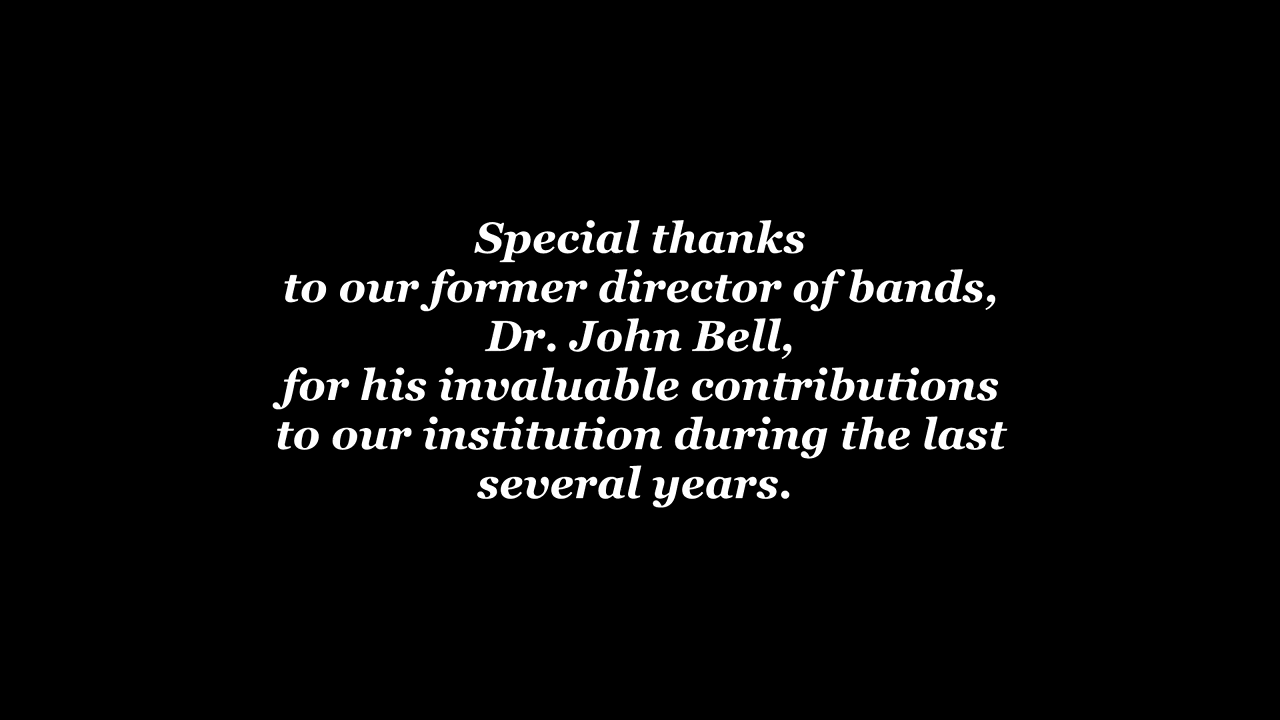 Special thanks
to our former director of bands,
Dr. John Bell,
for his invaluable contributions
to our institution during the last
several years.